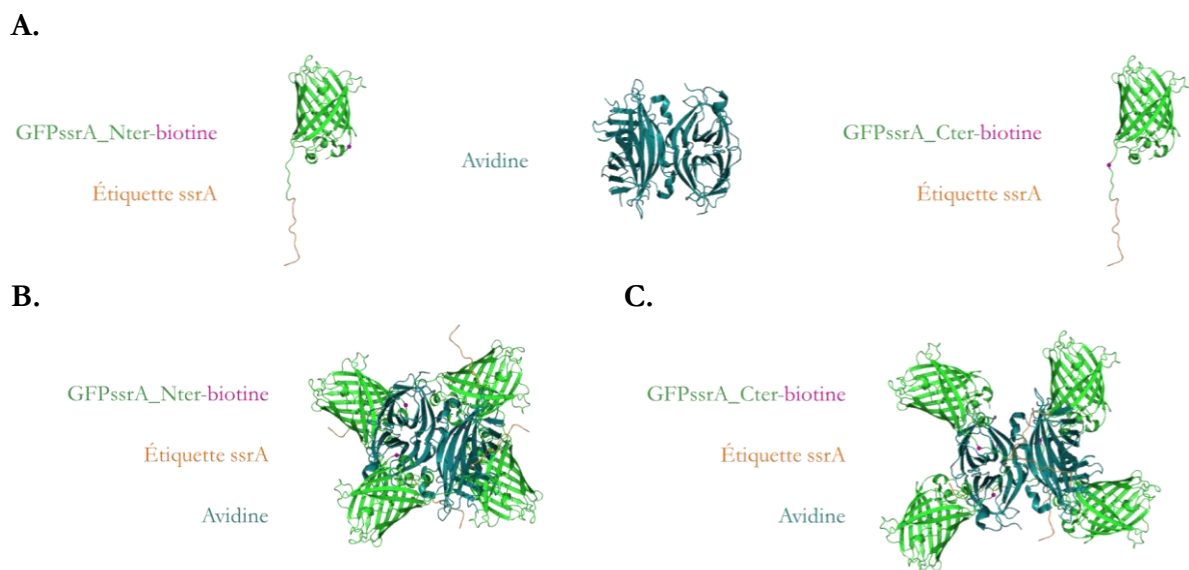 A.
GFPssrA_Nter-biotine
Étiquette ssrA
Avidine
GFPssrA_Cter-biotine
Étiquette ssrA
B.
GFPssrA_Nter-biotine
Étiquette ssrA
Avidine
C.
GFPssrA_Cter-biotine
Étiquette ssrA
Avidine